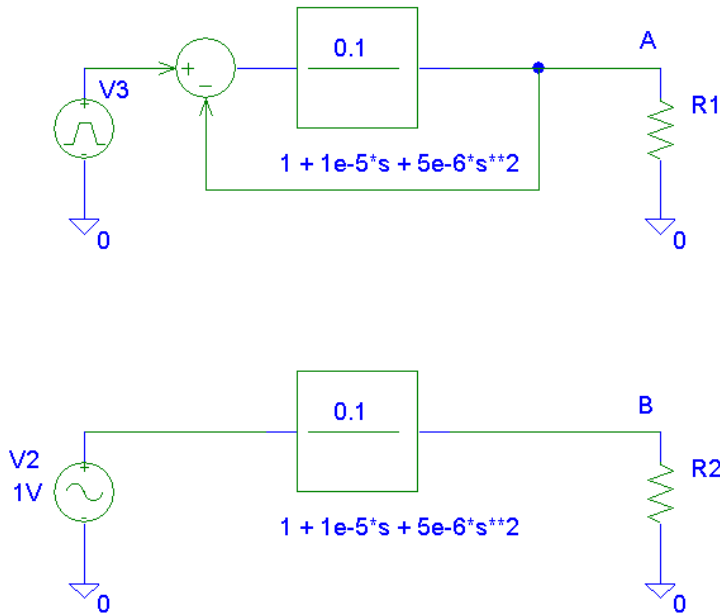 0.1
A
V3
+
−
+
-
R1
1 + 1e-5*s + 5e-6*s**2
0
0
0.1
B
V2
1V
+
-
R2
1 + 1e-5*s + 5e-6*s**2
0
0